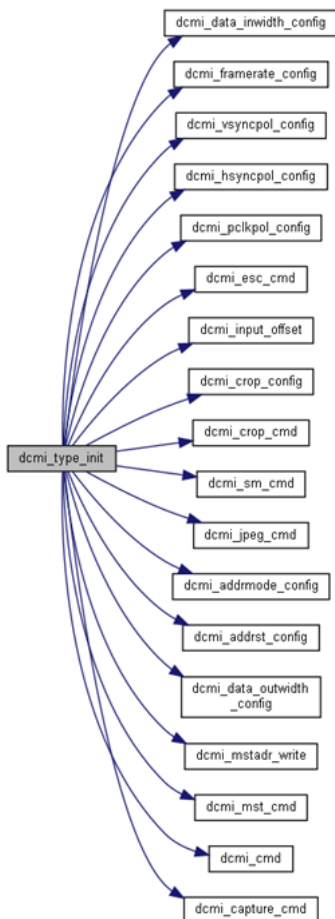 dcmi_data_inwidth_config
dcmi_framerate_config
dcmi_vsyncpol_config
dcmi_hsyncpol_config
dcmi_pclkpol_config
dcmi_esc_cmd
dcmi_input_offset
dcmi_crop_config
dcmi_type_init
dcmi_crop_cmd
dcmi_sm_cmd
dcmi_jpeg_cmd
dcmi_addrmode_config
dcmi_addrst_config
dcmi_data_outwidth
_config
dcmi_mstadr_write
dcmi_mst_cmd
dcmi_cmd
dcmi_capture_cmd